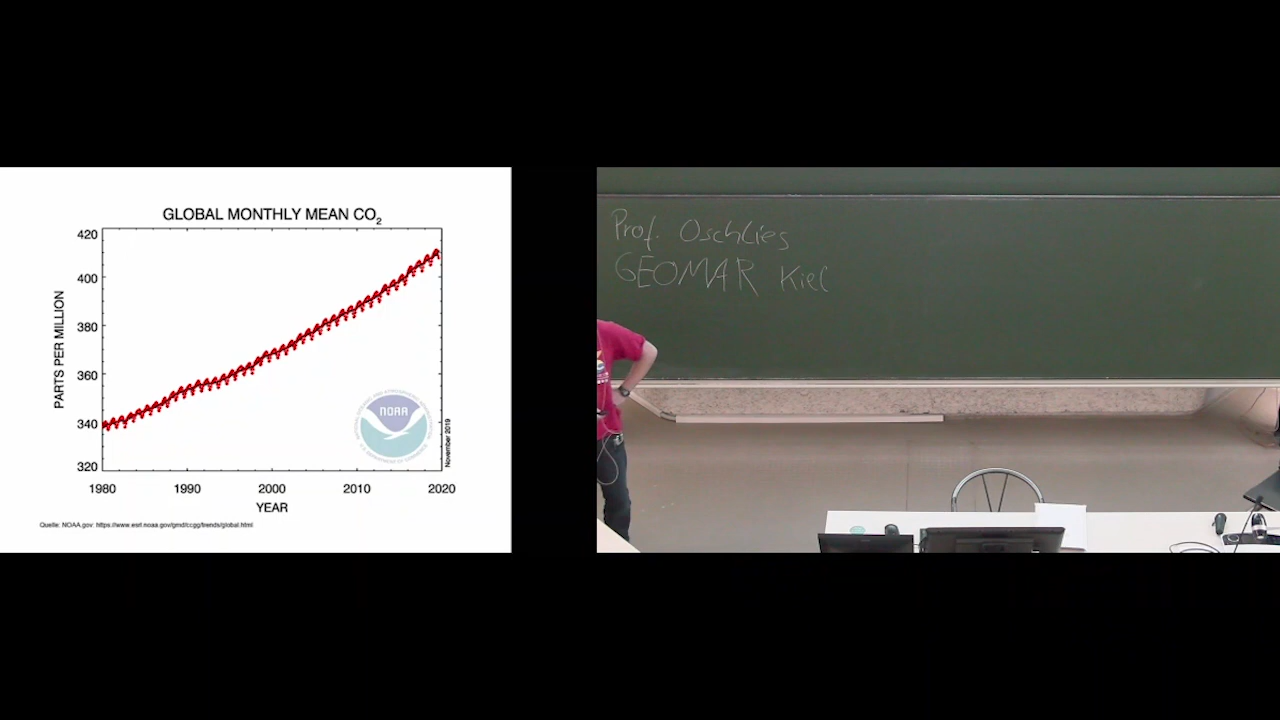 GLOBAL MONTHLY MEAN CO2
420
400
380
360
340
320
PARTS PER MILLION
1980 1990 2000 2010 2020
YEAR
NOAA
November 2019
Quelle: NOAA.gov: https://www.esrl.noaa.gov/gmd/ccgg/trends/global.html
Prof. Oschlies
GEOMAR Kiel